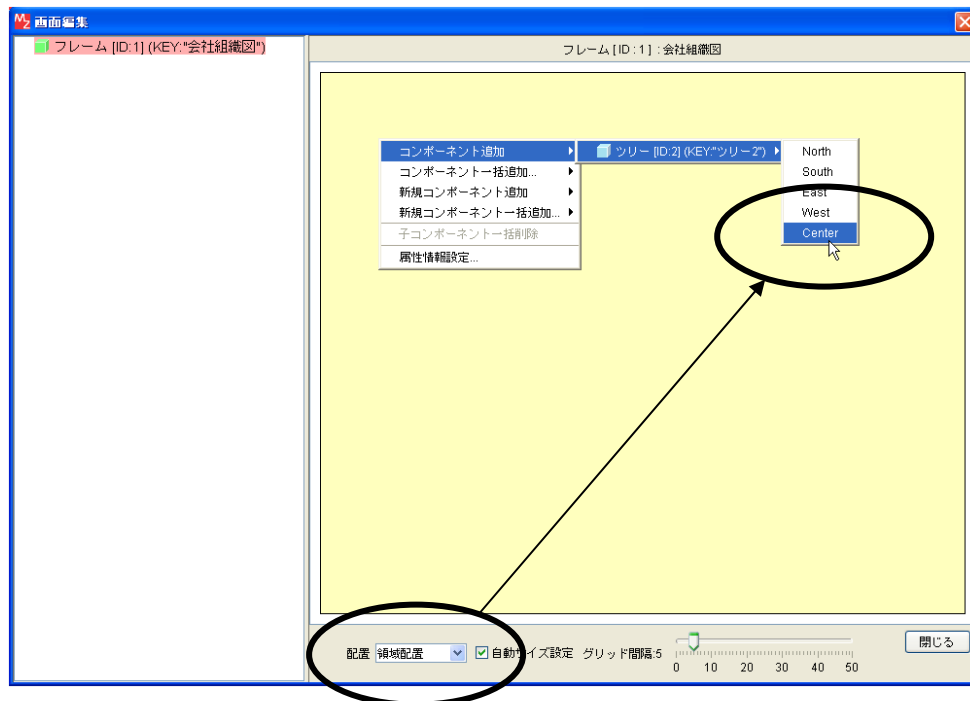 MZ 画面編集
フレーム [ID:1] (KEY:"会社組織図")
フレーム [ ID : 1 ] : 会社組織図
コンポーネント追加
ツリー [ID:2] (KEY:"ツリー2")
North
コンポーネント一括追加...
South
新規コンポーネント追加
East
新規コンポーネント一括追加...
West
子コンポーネント一括削除
Center
属性情報設定...
配置 領域配置 自動サイズ設定 グリッド間隔:5
0 10 20 30 40 50
閉じる